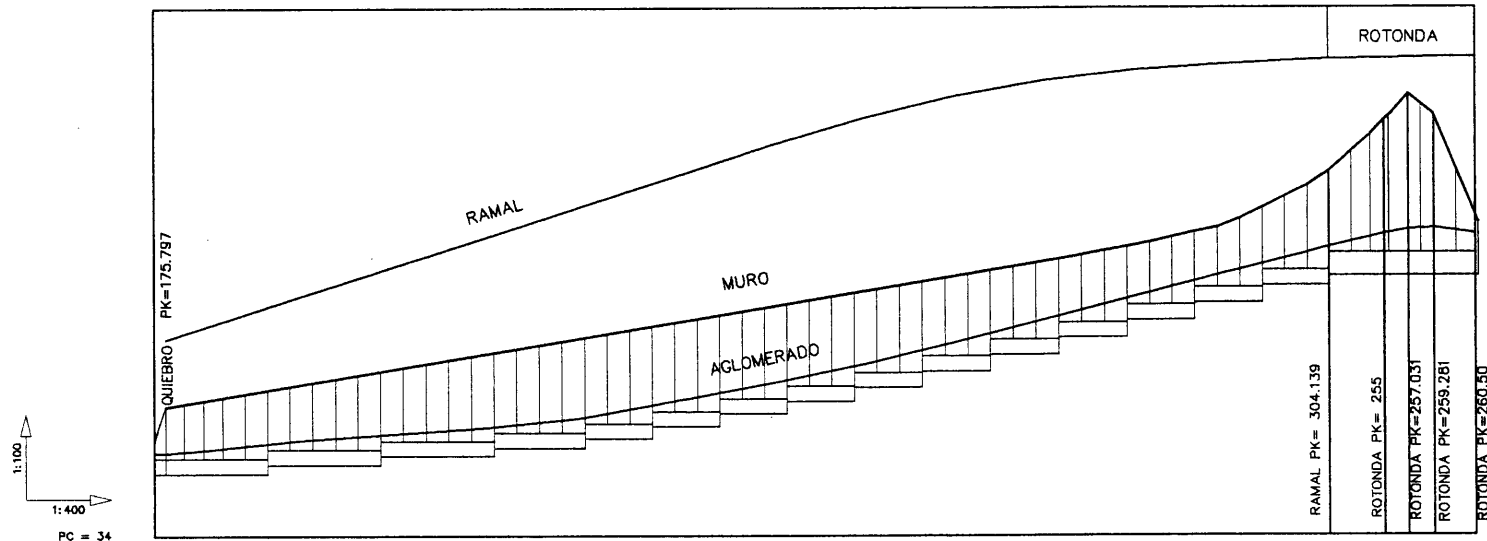 ROTONDA
RAMAL
QUIEBRO PK=175.797
MURO
AGLOMERADO
RAMAL PK= 304.139
ROTONDA PK= 255
ROTONDA PK=257.031
ROTONDA PK=259.281
ROTONDA PK=260.50
1:100
1:400
PC = 34